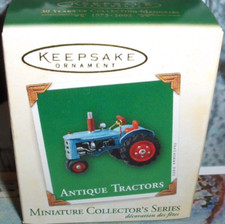 KEEPSAKE
ORNAMENT
ANTIQUE TRACTORS
MINIATURE COLLECTOR'S SERIES
décoration des fêtes